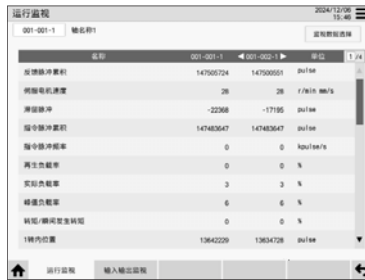 运行监视
2024/12/06
15:46
001-001-1 轴名称1
监视数据选择
名称 001-001-1 ◀001-002-1▶ 单位 1/4
反馈脉冲累积 147505724 147500551 pulse
伺服电机速度 28 28 r/min mm/s
滞留脉冲 -22368 -17195 pulse
指令脉冲累积 147483647 147483647 pulse
指令脉冲频率 0 0 kpulse/s
再生负载率 0 0 %
实际负载率 3 3 %
峰值负载率 6 6 %
转矩/瞬间发生转矩 0 0 %
1转内位置 13642229 13634728 pulse
运行监视 输入输出监视